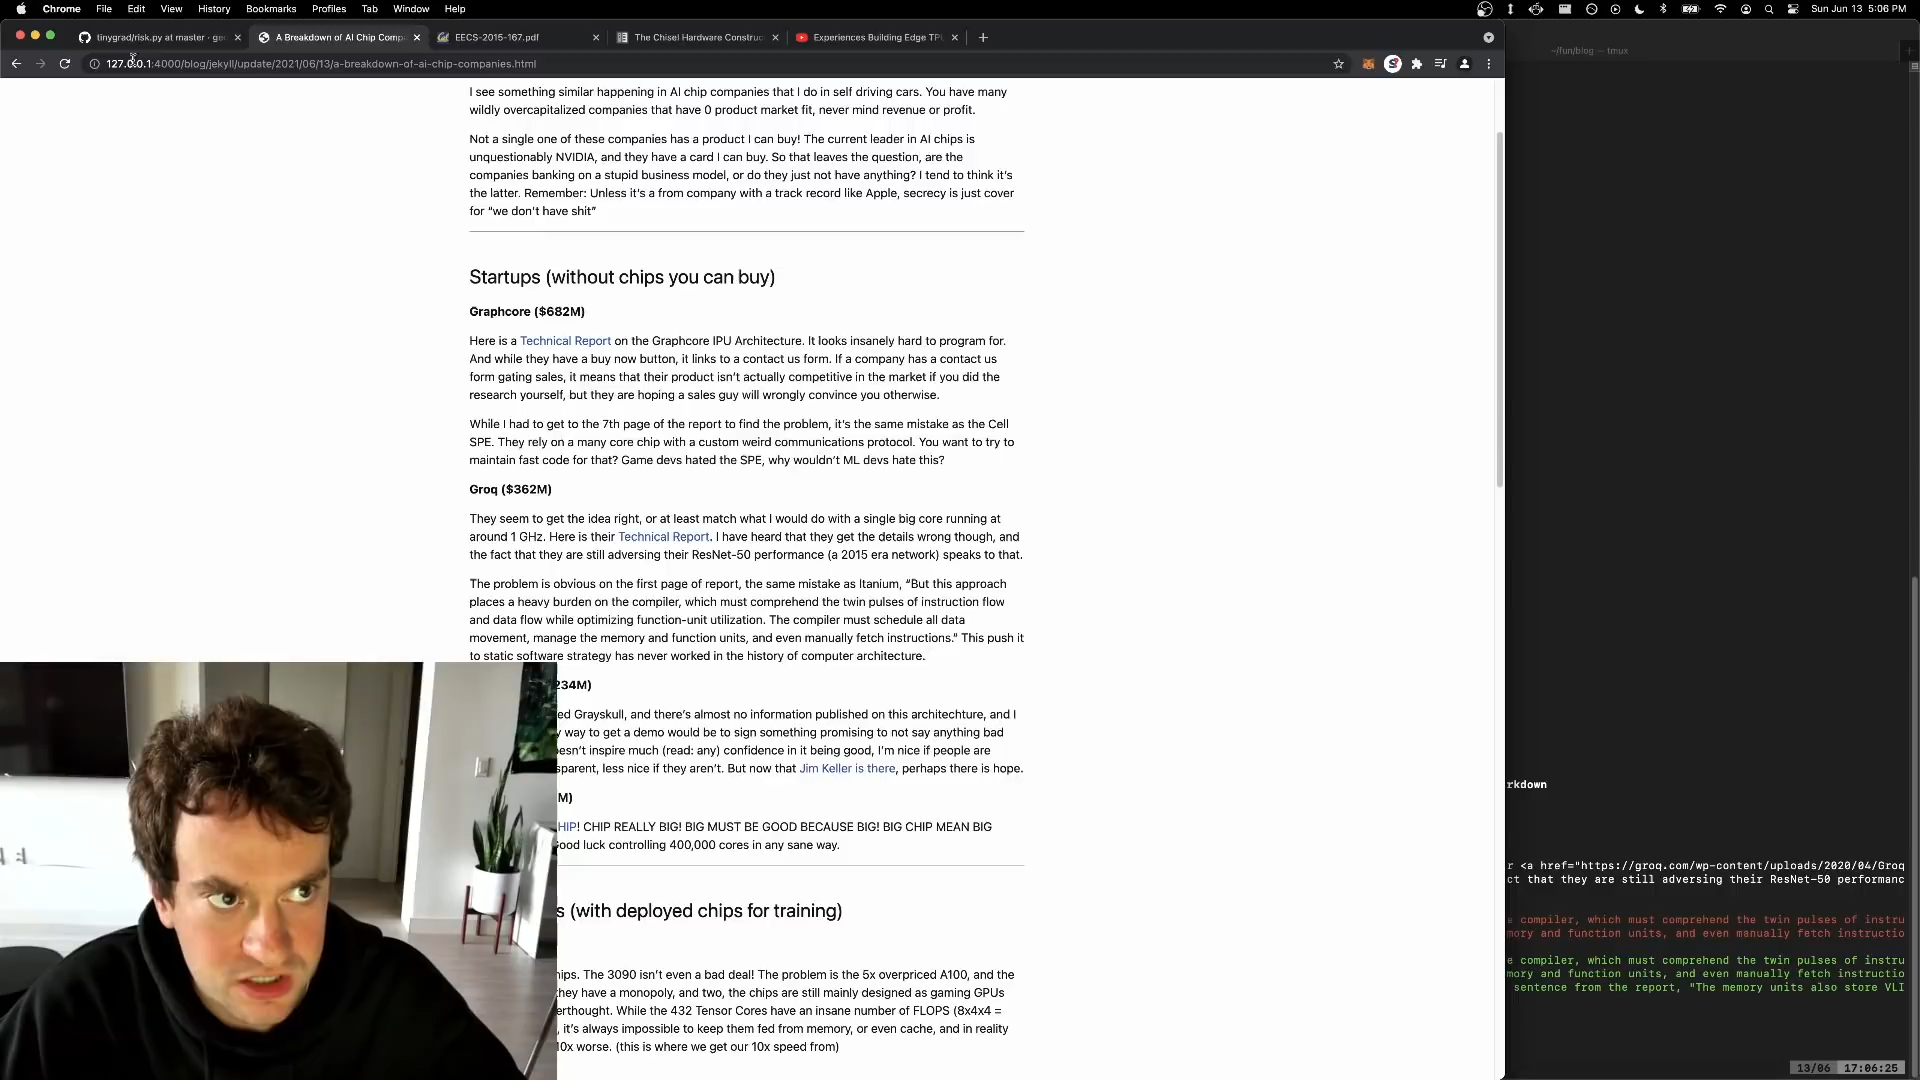 Chrome File Edit View History Bookmarks Profiles Tab Window Help
Sun Jun 13 5:06 PM
tinygrad/risk.py at master · geo
A Breakdown of AI Chip Comp
EECS-2015-167.pdf
The Chisel Hardware Construc
Experiences Building Edge TP
~/fun/blog — tmux
127.0.0.1:4000/blog/jekyll/update/2021/06/13/a-breakdown-of-ai-chip-companies.html
I see something similar happening in AI chip companies that I do in self driving cars. You have many
wildly overcapitalized companies that have 0 product market fit, never mind revenue or profit.
Not a single one of these companies has a product I can buy! The current leader in AI chips is
unquestionably NVIDIA, and they have a card I can buy. So that leaves the question, are the
companies banking on a stupid business model, or do they just not have anything? I tend to think it’s
the latter. Remember: Unless it’s a from company with a track record like Apple, secrecy is just cover
for “we don’t have shit”
Startups (without chips you can buy)
Graphcore ($682M)
Here is a Technical Report on the Graphcore IPU Architecture. It looks insanely hard to program for.
And while they have a buy now button, it links to a contact us form. If a company has a contact us
form gating sales, it means that their product isn’t actually competitive in the market if you did the
research yourself, but they are hoping a sales guy will wrongly convince you otherwise.
While I had to get to the 7th page of the report to find the problem, it’s the same mistake as the Cell
SPE. They rely on a many core chip with a custom weird communications protocol. You want to try to
maintain fast code for that? Game devs hated the SPE, why wouldn’t ML devs hate this?
Groq ($362M)
They seem to get the idea right, or at least match what I would do with a single big core running at
around 1 GHz. Here is their Technical Report. I have heard that they get the details wrong though, and
the fact that they are still adversing their ResNet-50 performance (a 2015 era network) speaks to that.
The problem is obvious on the first page of report, the same mistake as Itanium, “But this approach
places a heavy burden on the compiler, which must comprehend the twin pulses of instruction flow
and data flow while optimizing function-unit utilization. The compiler must schedule all data
movement, manage the memory and function units, and even manually fetch instructions.” This push it
to static software strategy has never worked in the history of computer architecture.
234M)
ed Grayskull, and there’s almost no information published on this architechture, and I
way to get a demo would be to sign something promising to not say anything bad
esn’t inspire much (read: any) confidence in it being good, I’m nice if people are
sparent, less nice if they aren’t. But now that Jim Keller is there, perhaps there is hope.
M)
HIP! CHIP REALLY BIG! BIG MUST BE GOOD BECAUSE BIG! BIG CHIP MEAN BIG
ood luck controlling 400,000 cores in any sane way.
s (with deployed chips for training)
hips. The 3090 isn’t even a bad deal! The problem is the 5x overpriced A100, and the
hey have a monopoly, and two, the chips are still mainly designed as gaming GPUs
erthought. While the 432 Tensor Cores have an insane number of FLOPS (8x4x4 =
, it’s always impossible to keep them fed from memory, or even cache, and in reality
10x worse. (this is where we get our 10x speed from)
rkdown
r <a href="https://groq.com/wp-content/uploads/2020/04/Groq
ct that they are still adversing their ResNet-50 performanc
e compiler, which must comprehend the twin pulses of instru
mory and function units, and even manually fetch instructio
e compiler, which must comprehend the twin pulses of instru
mory and function units, and even manually fetch instructio
sentence from the report, "The memory units also store VLI
13/06 17:06:25